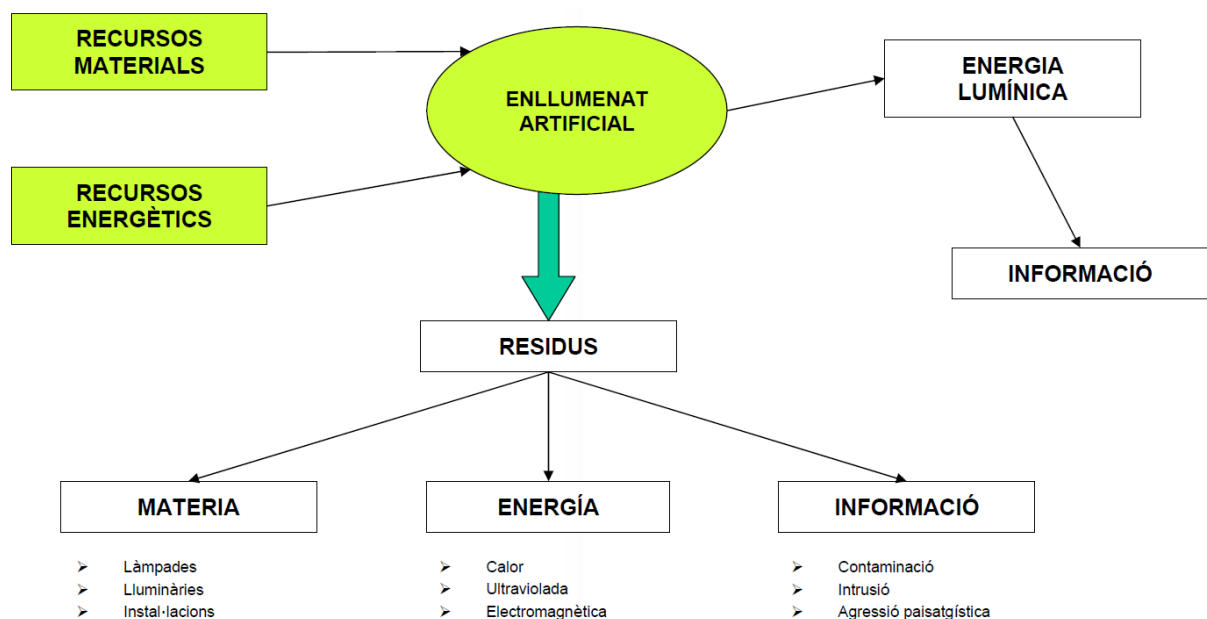 RECURSOS
MATERIALS
ENLLUMENAT
ARTIFICIAL
ENERGIA
LUMÍNICA
RECURSOS
ENERGÈTICS
INFORMACIÓ
RESIDUS
MATERIA
ENERGÍA
INFORMACIÓ
Làmpades
Lluminàries
Instal·lacions
Calor
Ultraviolada
Electromagnètica
Contaminació
Intrusió
Agressió paisatgística